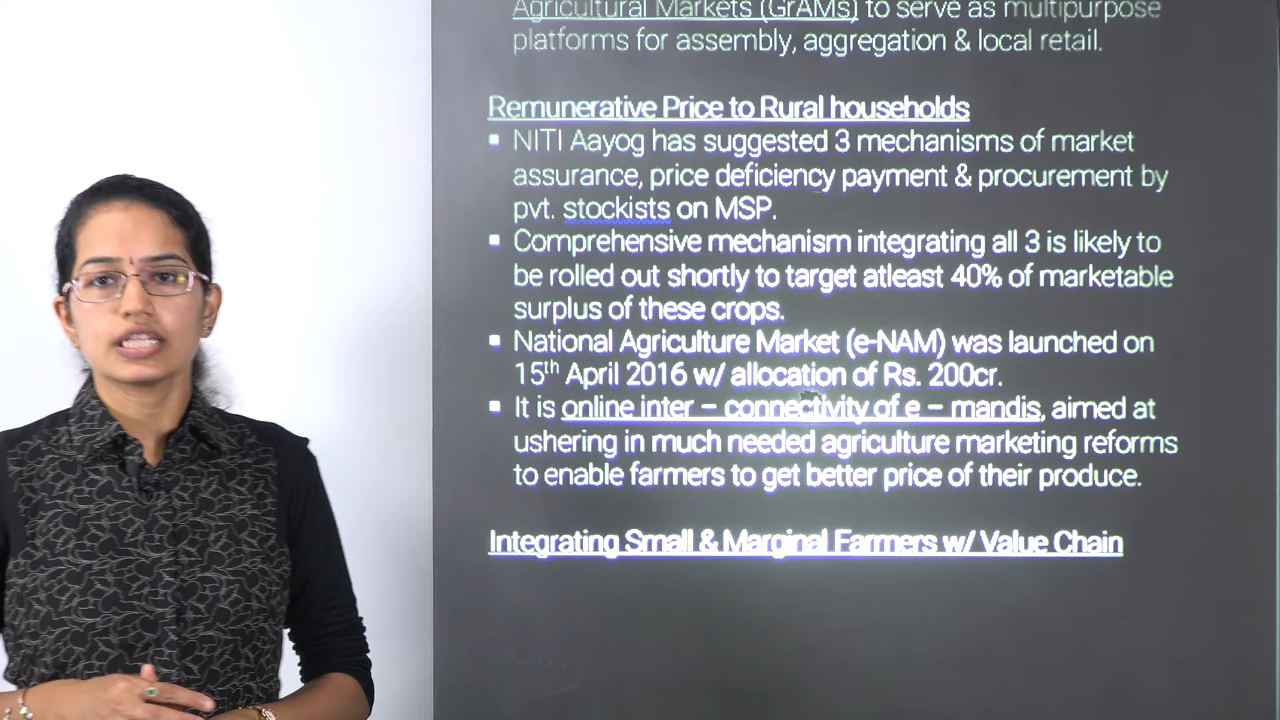 Agricultural Markets (GrAMs) to serve as multipurpose
platforms for assembly, aggregation & local retail.
Remunerative Price to Rural households
▪ NITI Aayog has suggested 3 mechanisms of market
assurance, price deficiency payment & procurement by
pvt. stockists on MSP.
▪ Comprehensive mechanism integrating all 3 is likely to
be rolled out shortly to target atleast 40% of marketable
surplus of these crops.
▪ National Agriculture Market (e-NAM) was launched on
15th April 2016 w/ allocation of Rs. 200cr.
▪ It is online inter – connectivity of e – mandis, aimed at
ushering in much needed agriculture marketing reforms
to enable farmers to get better price of their produce.
Integrating Small & Marginal Farmers w/ Value Chain